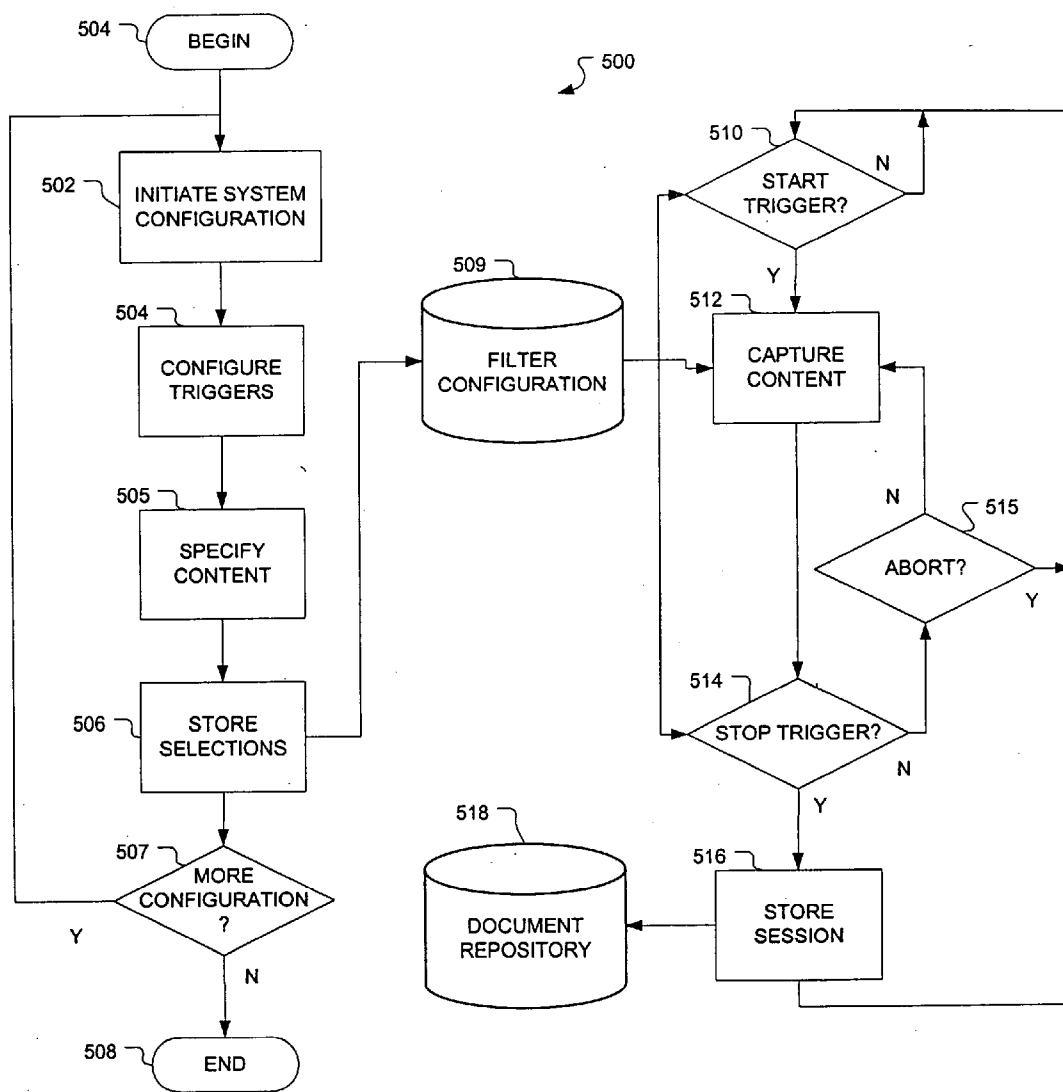 504
BEGIN
500
502
INITIATE SYSTEM
CONFIGURATION
504
CONFIGURE
TRIGGERS
505
SPECIFY
CONTENT
506
STORE
SELECTIONS
507
MORE
CONFIGURATION
?
Y
N
508
END
509
FILTER
CONFIGURATION
510
START
TRIGGER?
N
Y
512
CAPTURE
CONTENT
N
515
ABORT?
Y
514
STOP TRIGGER?
N
Y
516
STORE
SESSION
518
DOCUMENT
REPOSITORY